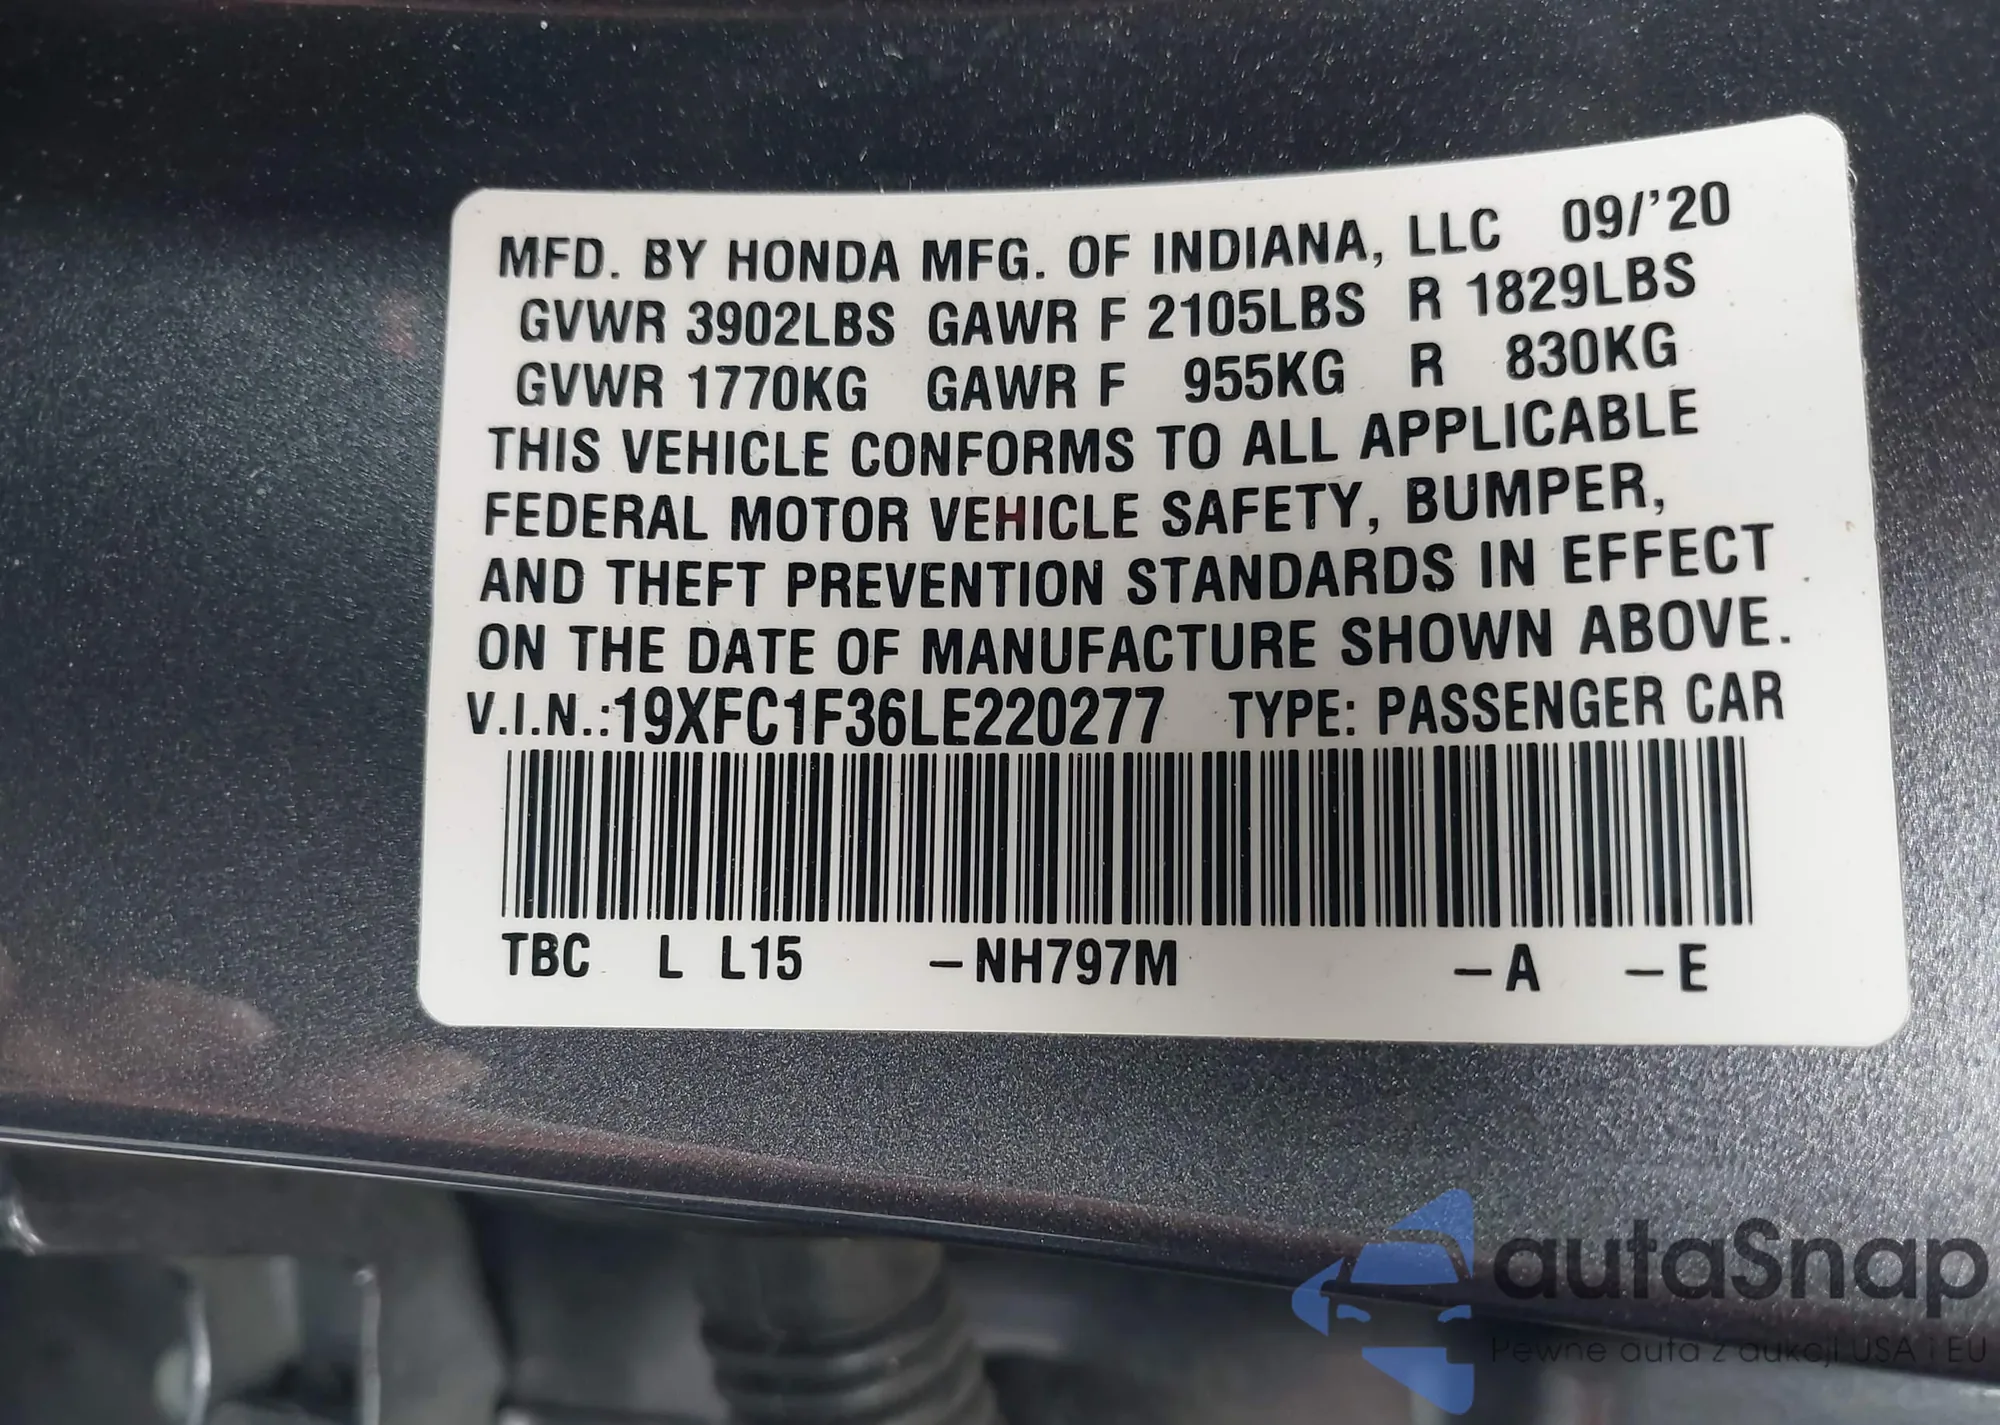 MFD. BY HONDA MFG. OF INDIANA, LLC 09/'20
GVWR 3902LBS GAWR F 2105LBS R 1829LBS
GVWR 1770KG GAWR F 955KG R 830KG
THIS VEHICLE CONFORMS TO ALL APPLICABLE
FEDERAL MOTOR VEHICLE SAFETY, BUMPER,
AND THEFT PREVENTION STANDARDS IN EFFECT
ON THE DATE OF MANUFACTURE SHOWN ABOVE.
V.I.N.:19XFC1F36LE220277 TYPE: PASSENGER CAR
TBC L L15 -NH797M -A -E
autaSnap
Pewne auta z aukcji USA i EU